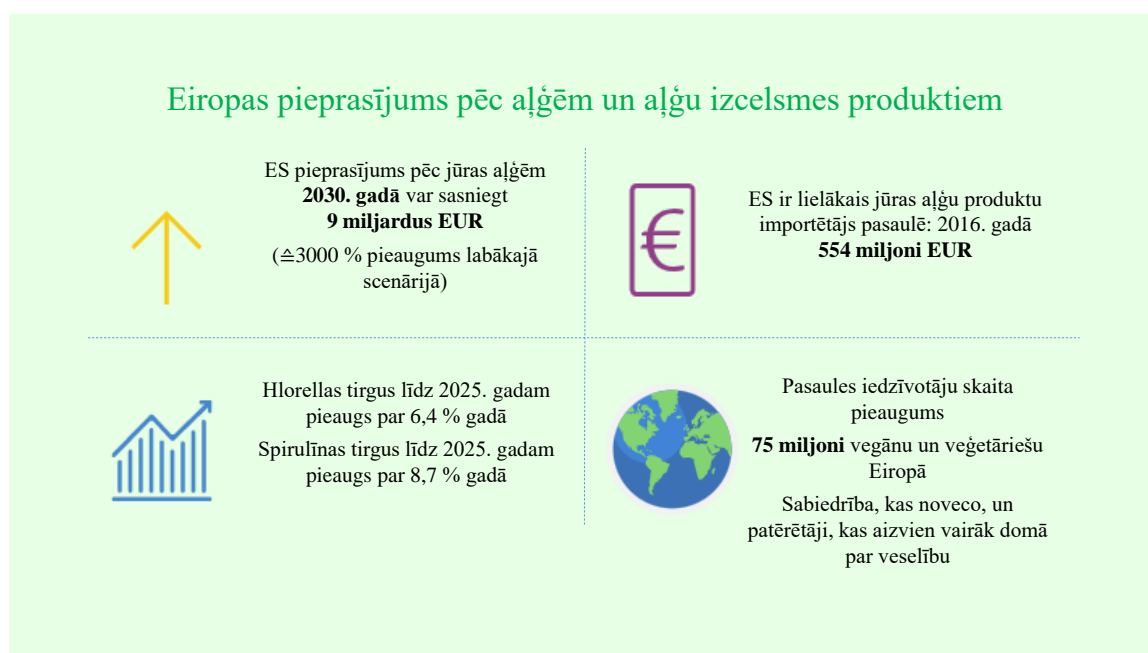 Eiropas pieprasījums pēc aļģēm un aļģu izcelsmes produktiem
ES pieprasījums pēc jūras aļģēm
2030. gadā var sasniegt
9 miljardus EUR
(≙3000 % pieaugums labākajā
scenārijā)
ES ir lielākais jūras aļģu produktu
importētājs pasaulē: 2016. gadā
554 miljoni EUR
Hlorellas tirgus līdz 2025. gadam
pieaugs par 6,4 % gadā
Spirulīnas tirgus līdz 2025. gadam
pieaugs par 8,7 % gadā
Pasaules iedzīvotāju skaita
pieaugums
75 miljoni vegānu un veģetāriešu
Eiropā
Sabiedrība, kas noveco, un
patērētāji, kas aizvien vairāk domā
par veselību